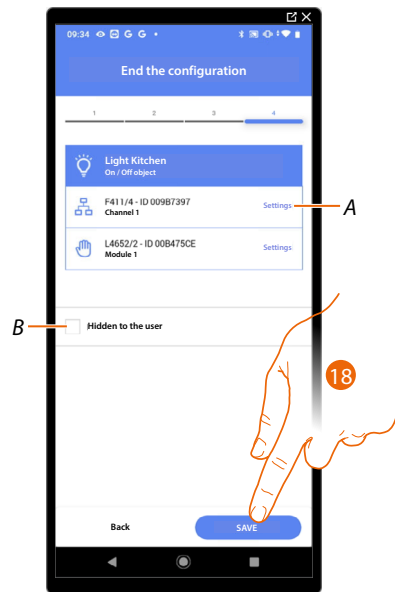 09:34 G G
End the configuration
1 2 3 4
Light Kitchen
On / Off object
F411/4 - ID 009B7397
Channel 1
Settings
A
L4652/2 - ID 00B475CE
Module 1
Settings
B
Hidden to the user
18
Back
SAVE